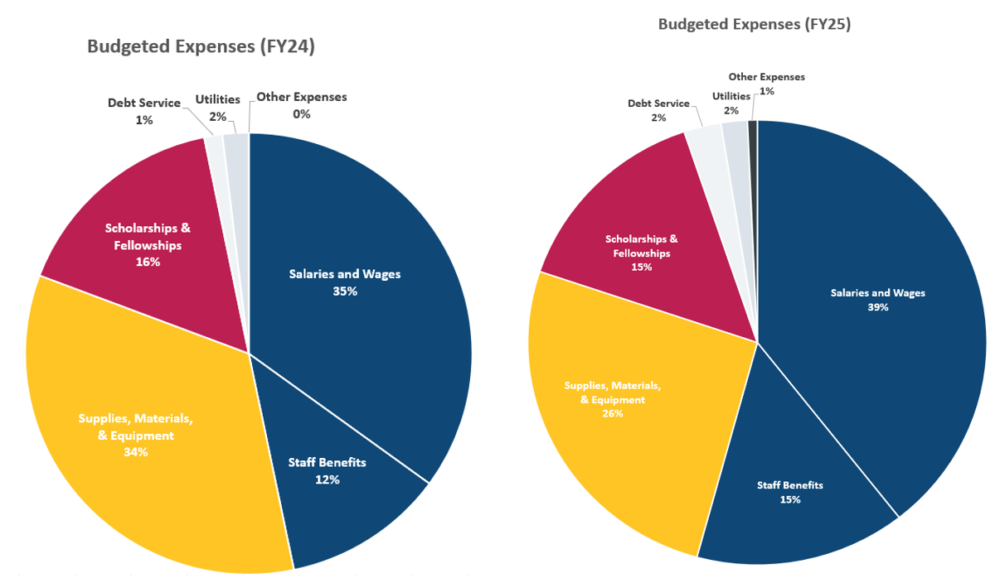 Budgeted Expenses (FY24)
Debt Service
1%
Utilities
2%
Other Expenses
0%
Scholarships &
Fellowships
16%
Salaries and Wages
35%
Supplies, Materials,
& Equipment
34%
Staff Benefits
12%
Budgeted Expenses (FY25)
Other Expenses
1%
Utilities
2%
Debt Service
2%
Scholarships &
Fellowships
15%
Salaries and Wages
39%
Supplies, Materials,
& Equipment
26%
Staff Benefits
15%